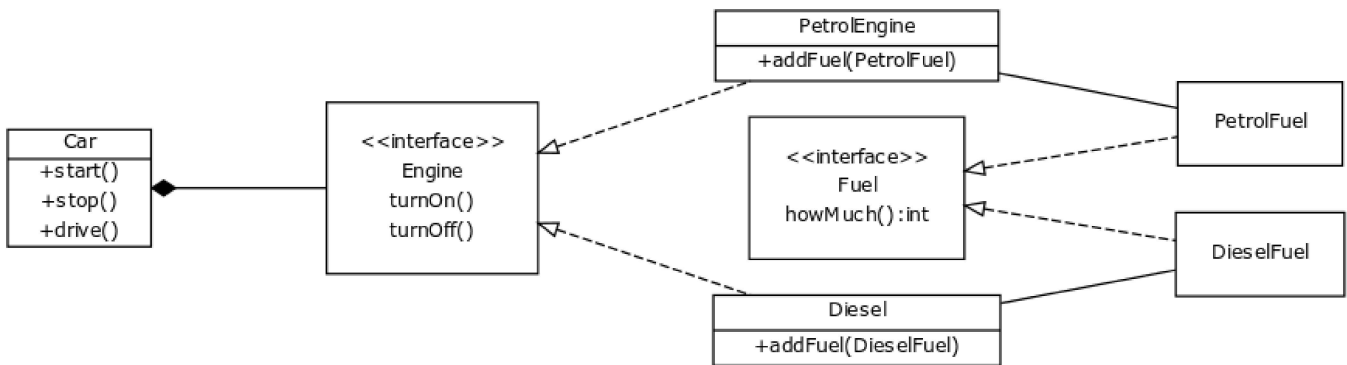 Car
+start()
+stop()
+drive()
<<interface>>
Engine
turnOn()
turnOff()
PetrolEngine
+addFuel(PetrolFuel)
<<interface>>
Fuel
howMuch():int
Diesel
+addFuel(DieselFuel)
PetrolFuel
DieselFuel